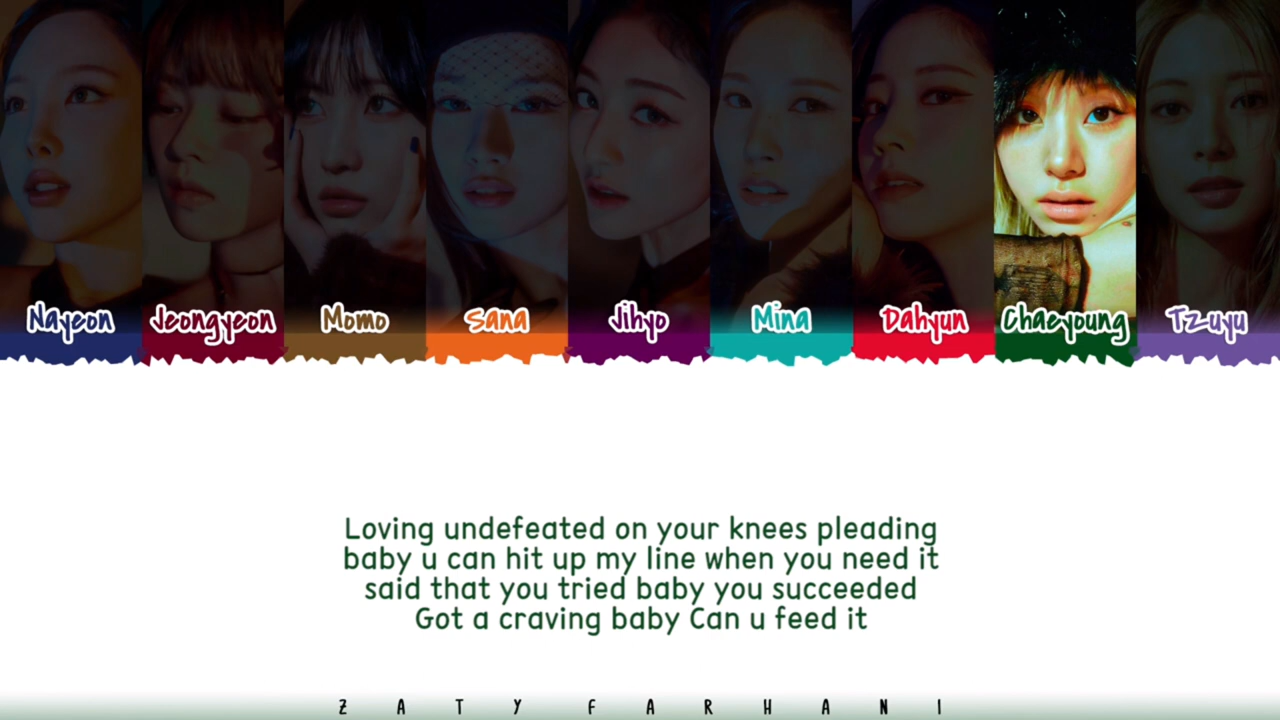 Nayeon Jeongyeon Momo Sana Jihyo Mina Dahyun Chaeyoung Tzuyu
Loving undefeated on your knees pleading
baby u can hit up my line when you need it
said that you tried baby you succeeded
Got a craving baby Can u feed it
ZATY FARHANI